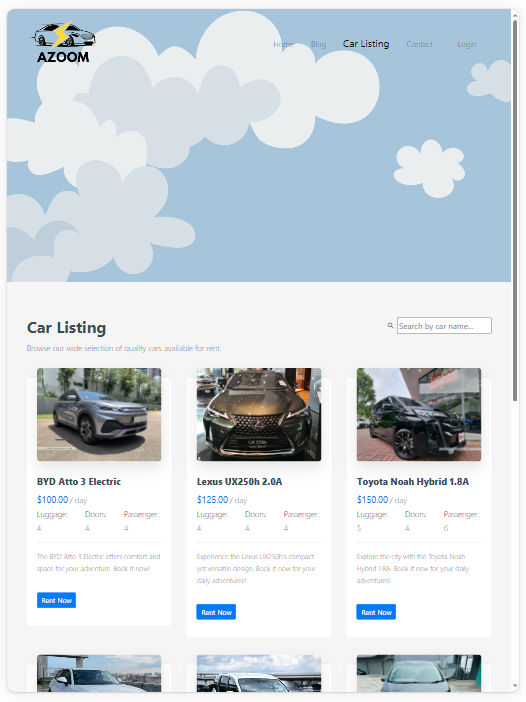 AZOOM
Home Blog Car Listing Contact Login
Car Listing
Search by car name...
Browse our wide selection of quality cars available for rent.
BYD Atto 3 Electric
$100.00 / day
Luggage: Doors: Passenger:
4 4 4
The BYD Atto 3 Electric offers comfort and
space for your adventure. Book it now!
Rent Now
Lexus UX250h 2.0A
$125.00 / day
Luggage: Doors: Passenger:
4 4 4
Experience the Lexus UX250h's compact
yet versatile design. Book it now for your
daily adventures!
Rent Now
Toyota Noah Hybrid 1.8A
$150.00 / day
Luggage: Doors: Passenger:
5 4 6
Explore the city with the Toyota Noah
Hybrid 1.8A. Book it now for your daily
adventures!
Rent Now